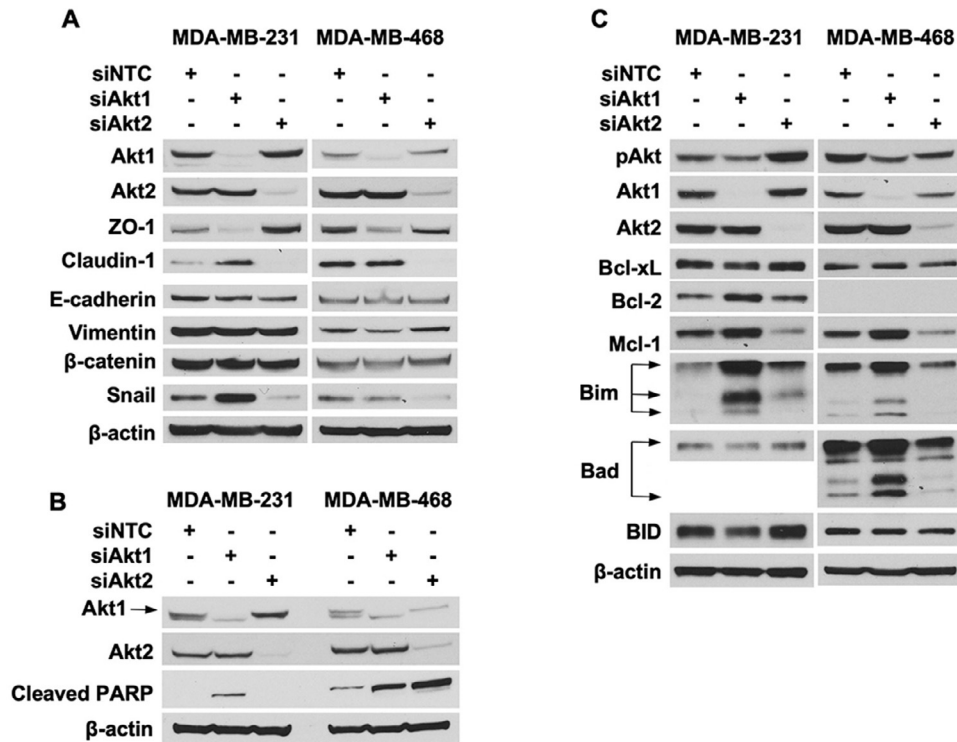 A
MDA-MB-231 MDA-MB-468
siNTC + - - + - -
siAkt1 - + - - + -
siAkt2 - - + - - +
Akt1
Akt2
ZO-1
Claudin-1
E-cadherin
Vimentin
β-catenin
Snail
β-actin
B
MDA-MB-231 MDA-MB-468
siNTC + - - + - -
siAkt1 - + - - + -
siAkt2 - - + - - +
Akt1
Akt2
Cleaved PARP
β-actin
C
MDA-MB-231 MDA-MB-468
siNTC + - - + - -
siAkt1 - + - - + -
siAkt2 - - + - - +
pAkt
Akt1
Akt2
Bcl-xL
Bcl-2
Mcl-1
Bim
Bad
BID
β-actin